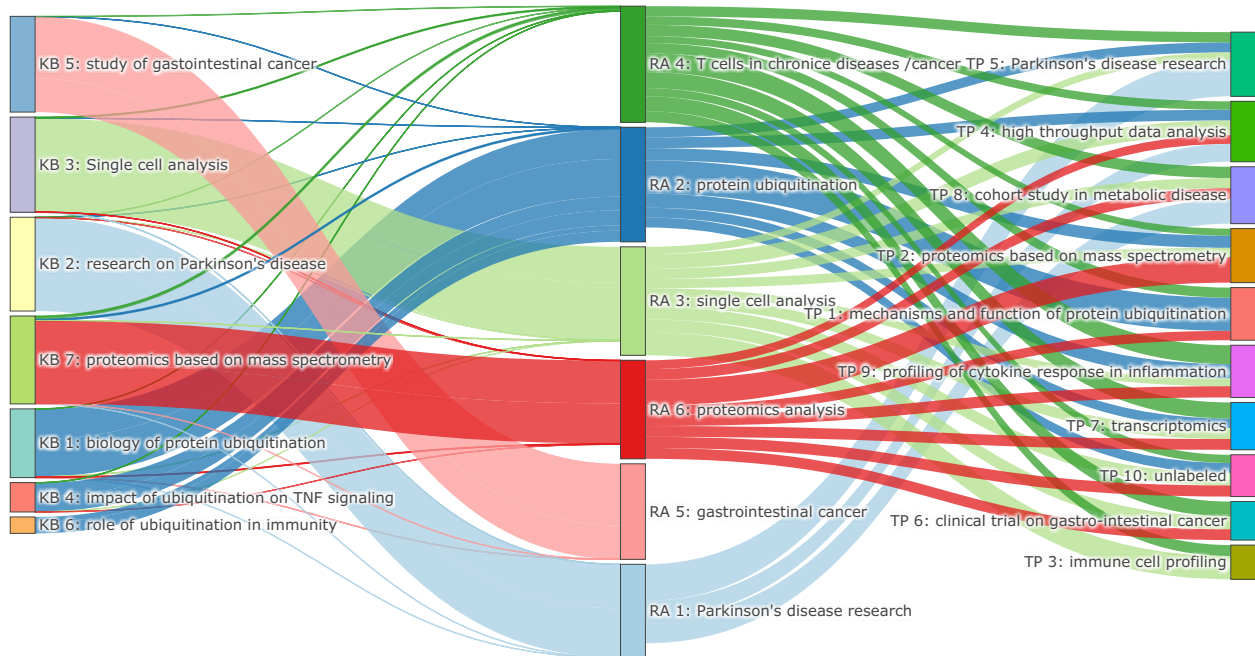 KB 5: study of gastointestinal cancer
KB 3: Single cell analysis
KB 2: research on Parkinson's disease
KB 7: proteomics based on mass spectrometry
KB 1: biology of protein ubiquitination
KB 4: impact of ubiquitination on TNF signaling
KB 6: role of ubiquitination in immunity
RA 4: T cells in chronice diseases /cancer
RA 2: protein ubiquitination
RA 3: single cell analysis
RA 6: proteomics analysis
RA 5: gastrointestinal cancer
RA 1: Parkinson's disease research
TP 5: Parkinson's disease research
TP 4: high throughput data analysis
TP 8: cohort study in metabolic disease
TP 2: proteomics based on mass spectrometry
TP 1: mechanisms and function of protein ubiquitination
TP 9: profiling of cytokine response in inflammation
TP 7: transcriptomics
TP 10: unlabeled
TP 6: clinical trial on gastro-intestinal cancer
TP 3: immune cell profiling